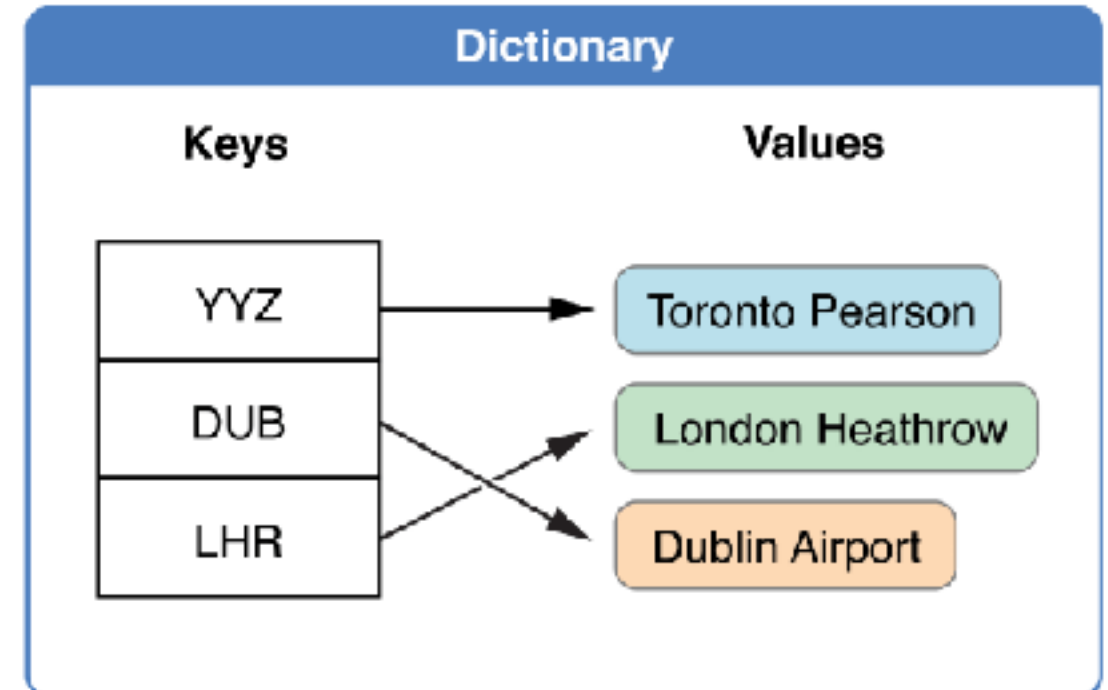 Dictionary
Keys
Values
YYZ
Toronto Pearson
DUB
London Heathrow
LHR
Dublin Airport